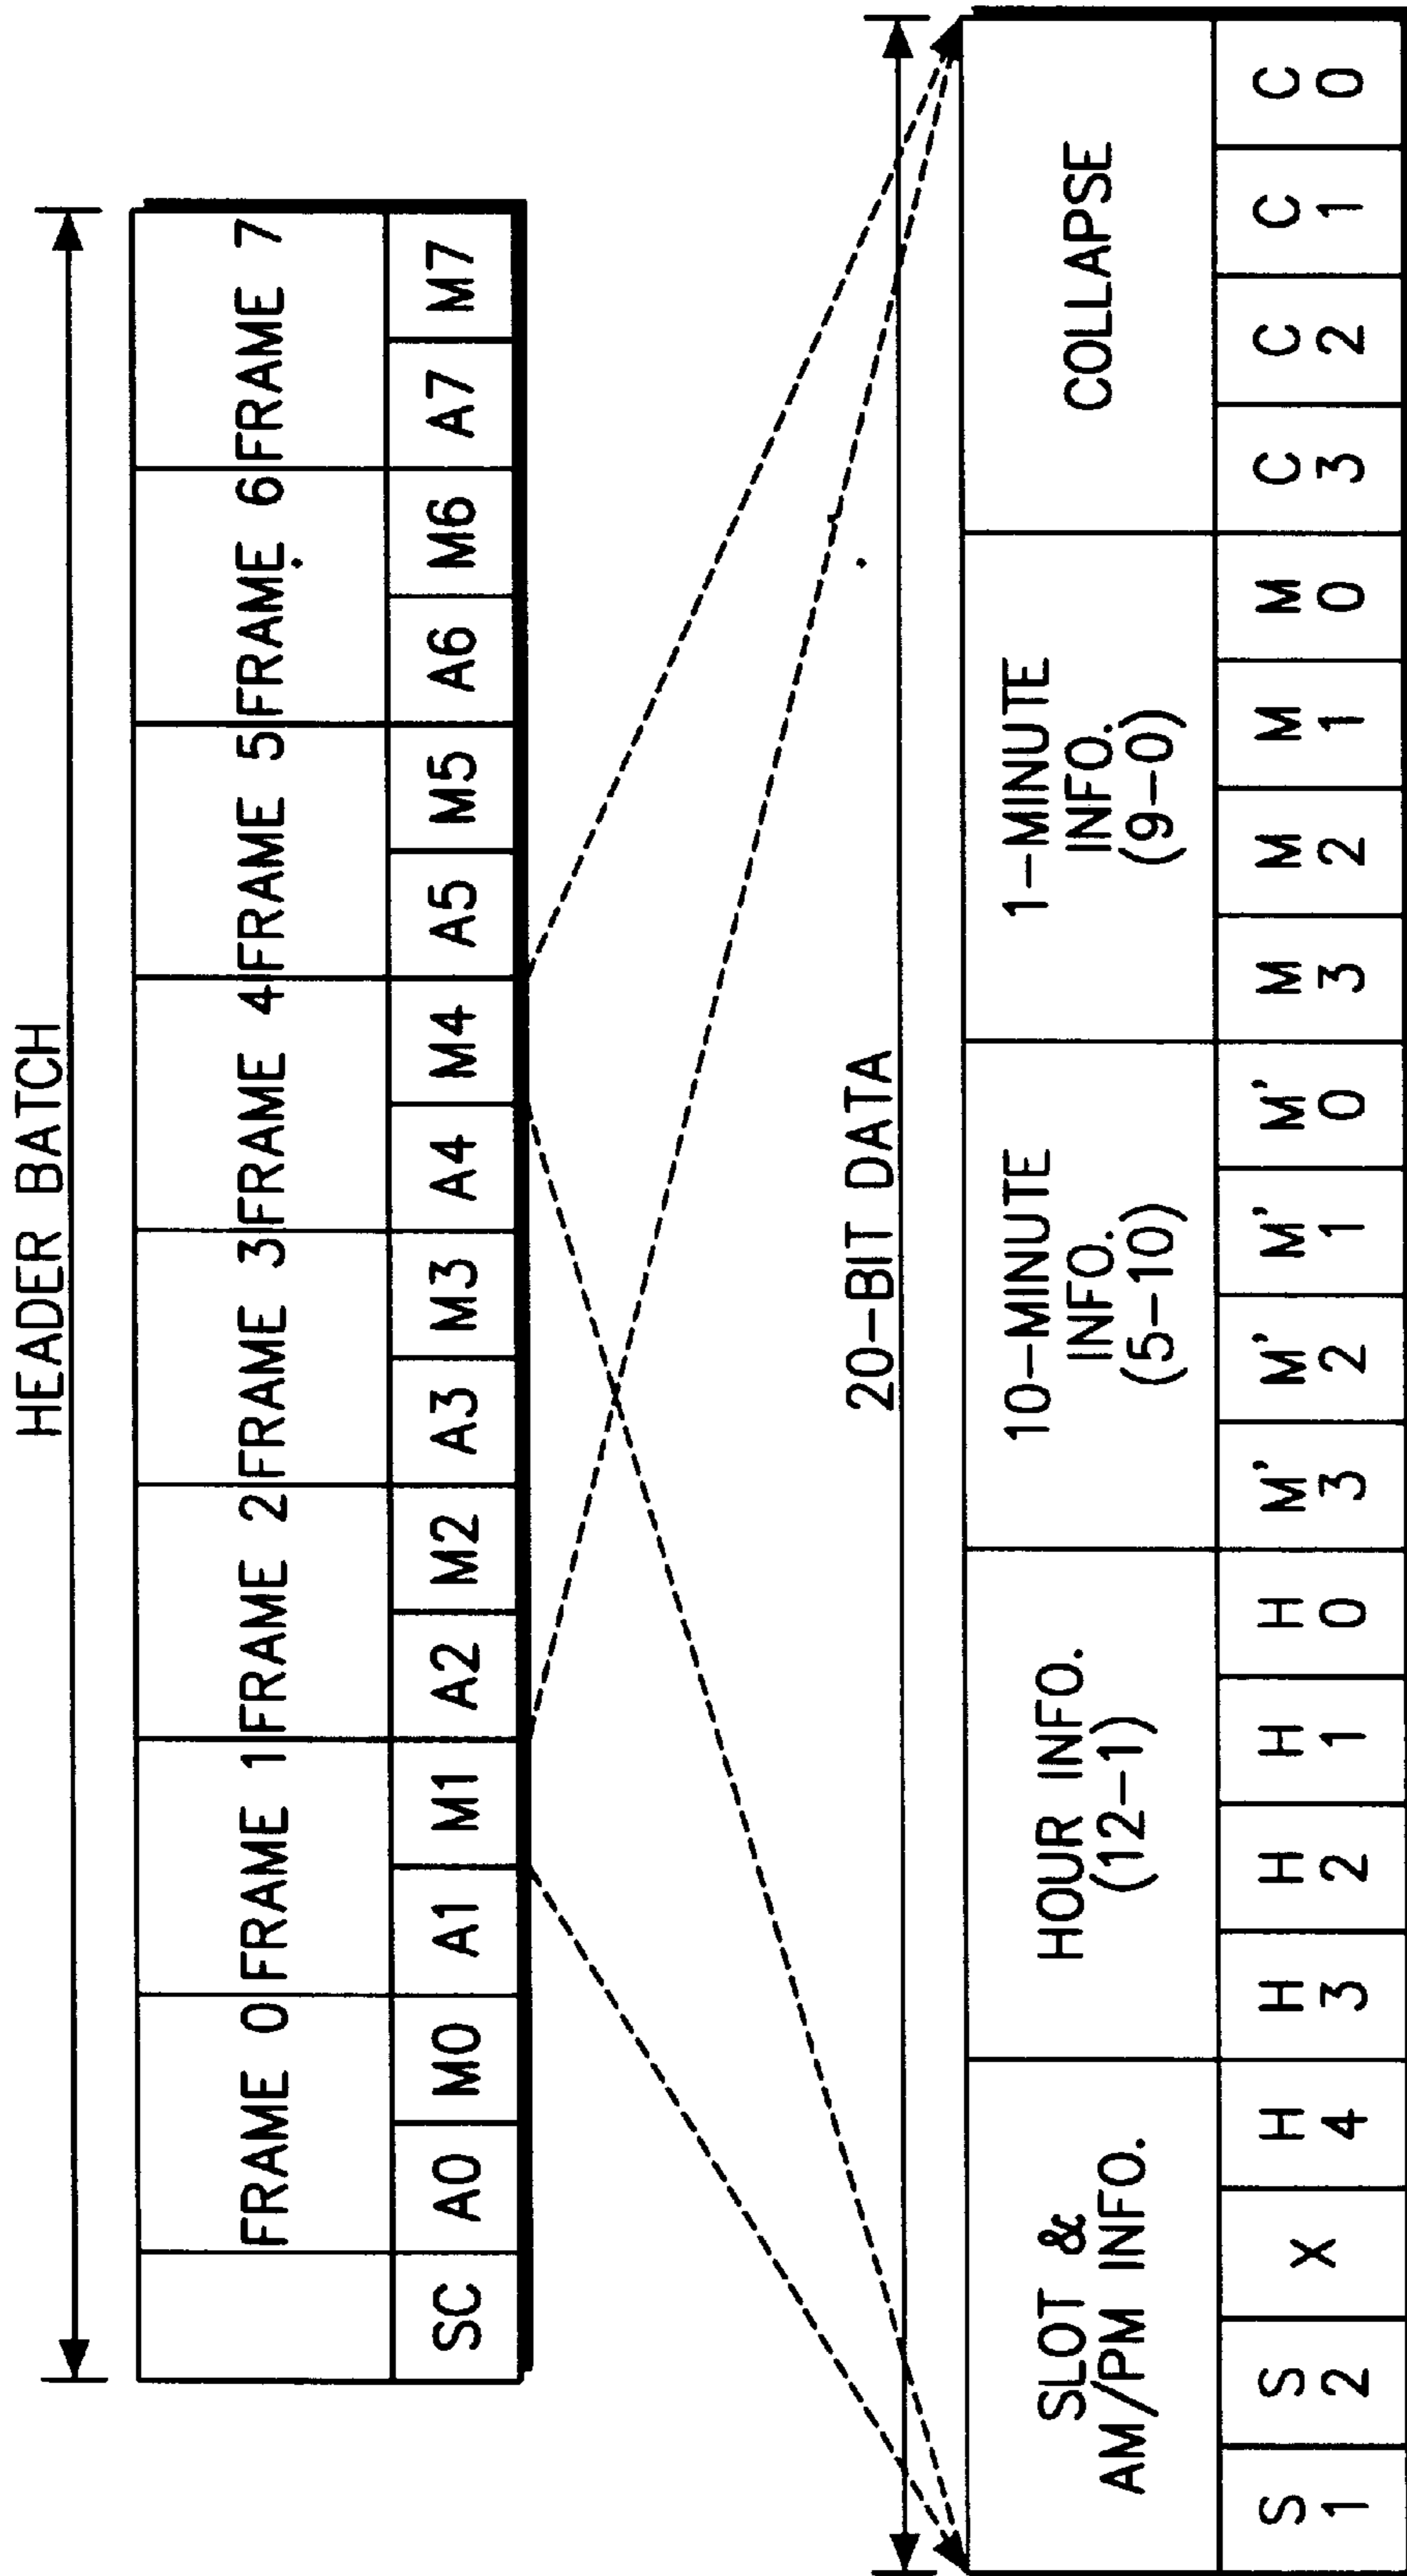 HEADER BATCH
FRAME 0 FRAME 1 FRAME 2 FRAME 3 FRAME 4 FRAME 5 FRAME 6 FRAME 7
SC A0 M0 A1 M1 A2 M2 A3 M3 A4 M4 A5 M5 A6 M6 A7 M7
20-BIT DATA
SLOT &
AM/PM INFO.
HOUR INFO.
(12-1)
10-MINUTE
INFO.
(5-10)
1-MINUTE
INFO.
(9-0)
COLLAPSE
S S X H H H H H M' M' M' M' M M M M C C C C
1 2 4 3 2 1 0 3 2 1 0 3 2 1 0 3 2 1 0